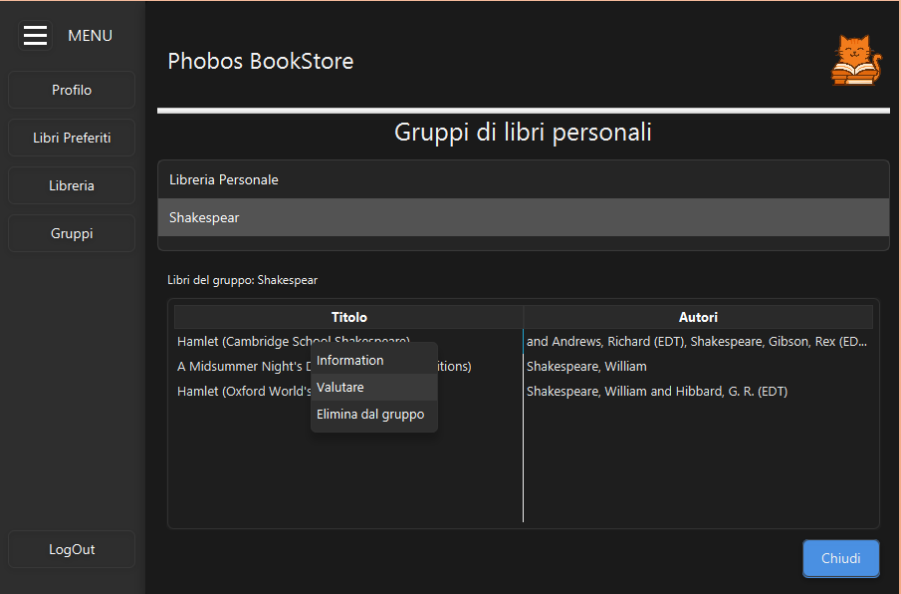 MENU
Profilo
Libri Preferiti
Libreria
Gruppi
LogOut
Phobos BookStore
Gruppi di libri personali
Libreria Personale
Shakespear
Libri del gruppo: Shakespear
Titolo Autori
Hamlet (Cambridge School Shakespeare) and Andrews, Richard (EDT), Shakespeare, Gibson, Rex (ED...
A Midsummer Night's itions) Shakespeare, William
Hamlet (Oxford World's Shakespeare, William and Hibbard, G. R. (EDT)
Information
Valutare
Elimina dal gruppo
Chiudi